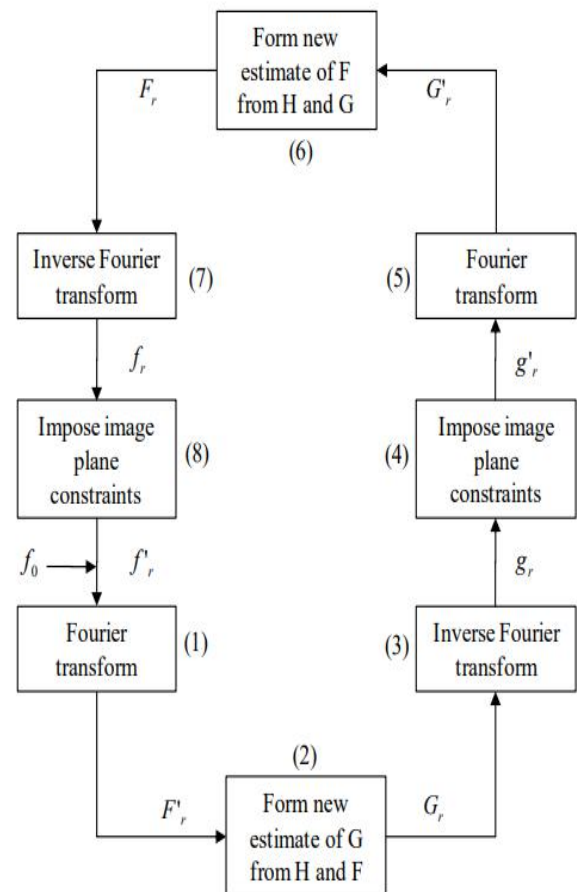 Form new
estimate of F
from H and G
F_r
G'_r
(6)
Inverse Fourier
transform
(7)
(5)
Fourier
transform
f_r
g'_r
Impose image
plane
constraints
(8)
(4)
Impose image
plane
constraints
f_0
f'_r
g_r
Fourier
transform
(1)
(3)
Inverse Fourier
transform
(2)
F'_r
Form new
estimate of G
from H and F
G_r